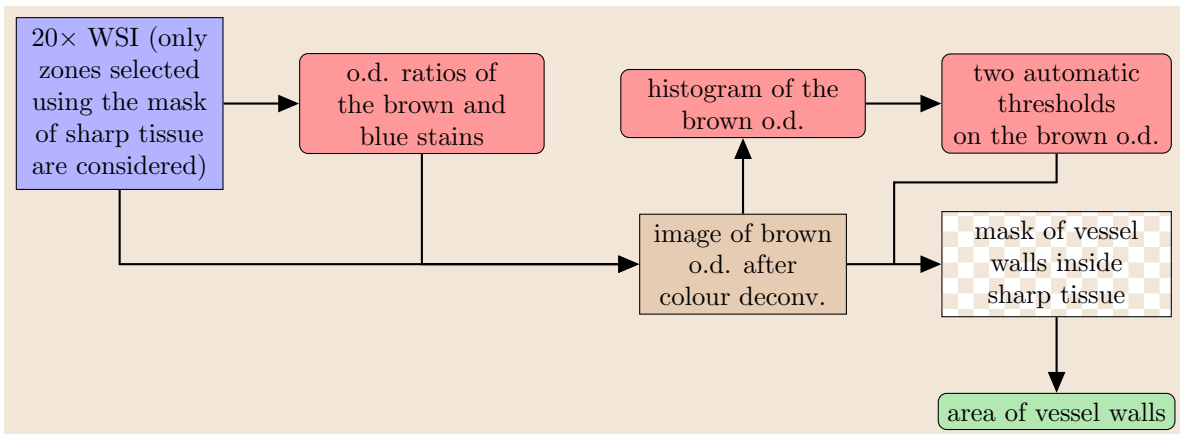 20× WSI (only
zones selected
using the mask
of sharp tissue
are considered)
o.d. ratios of
the brown and
blue stains
histogram of the
brown o.d.
two automatic
thresholds
on the brown o.d.
image of brown
o.d. after
colour deconv.
mask of vessel
walls inside
sharp tissue
area of vessel walls